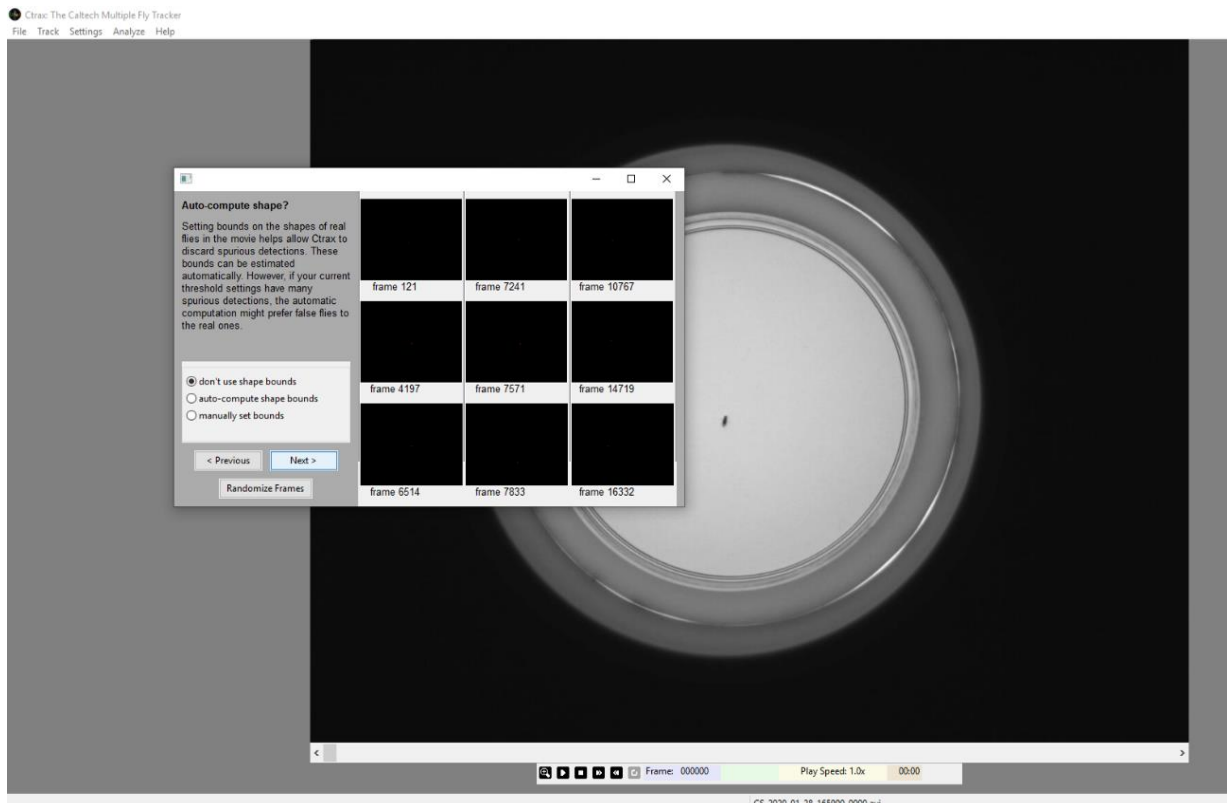 Ctrax: The Caltech Multiple Fly Tracker
File Track Settings Analyze Help
Auto-compute shape?
Setting bounds on the shapes of real
flies in the movie helps allow Ctrax to
discard spurious detections. These
bounds can be estimated
automatically. However, if your current
threshold settings have many
spurious detections, the automatic
computation might prefer false flies to
the real ones.
don't use shape bounds
auto-compute shape bounds
manually set bounds
< Previous Next >
Randomize Frames
frame 121 frame 7241 frame 10767
frame 4197 frame 7571 frame 14719
frame 6514 frame 7833 frame 16332
Frame: 000000 Play Speed: 1.0x 00:00